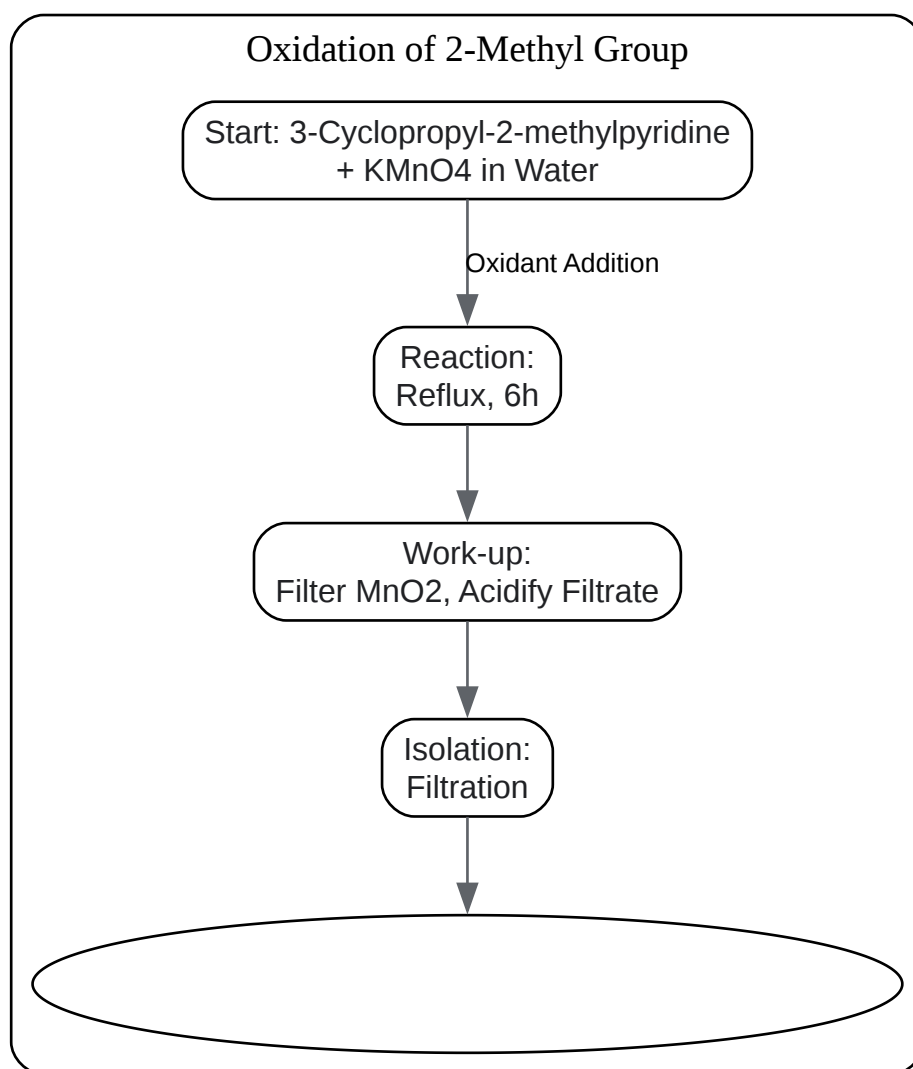 Oxidation of 2-Methyl Group
Start: 3-Cyclopropyl-2-methylpyridine
+ KMnO4 in Water
Oxidant Addition
Reaction:
Reflux, 6h
Work-up:
Filter MnO2, Acidify Filtrate
Isolation:
Filtration